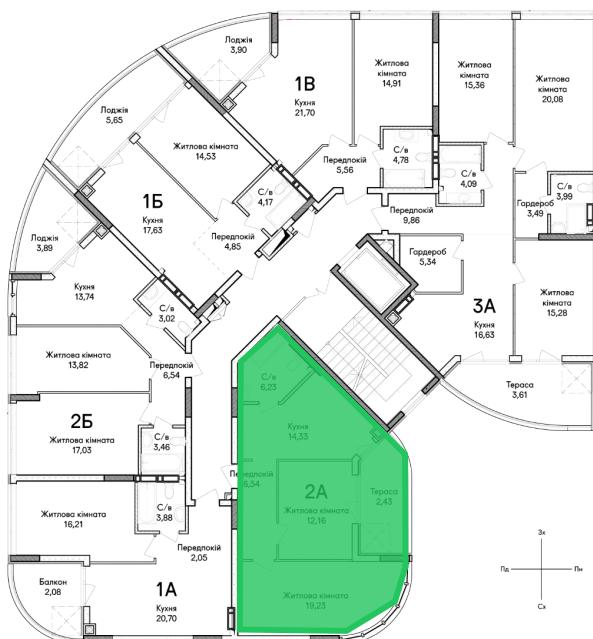 Лоджія
3,90
1В
Кухня
21,70
Житлова
кімната
14,91
Житлова
кімната
15,36
Житлова
кімната
20,08
Лоджія
5,65
Житлова кімната
14,53
Передпокій
5,56
С/в
4,78
С/в
4,09
С/в
3,99
Гардероб
3,49
1Б
Кухня
17,63
С/в
4,17
Передпокій
9,86
Передпокій
4,85
Лоджія
3,89
Гардероб
5,34
Житлова
кімната
15,28
Кухня
13,74
С/в
3,02
3А
Кухня
16,63
Житлова кімната
13,82
Передпокій
6,54
С/в
6,23
Тераса
3,61
2Б
Житлова кімната
17,03
С/в
3,46
Кухня
14,33
Передпокій
6,34
2А
Житлова кімната
12,16
Тераса
2,43
Житлова кімната
16,21
С/в
3,88
Передпокій
2,05
Балкон
2,08
1А
Кухня
20,70
Житлова кімната
19,23
Зх
Пд
Пн
Сх